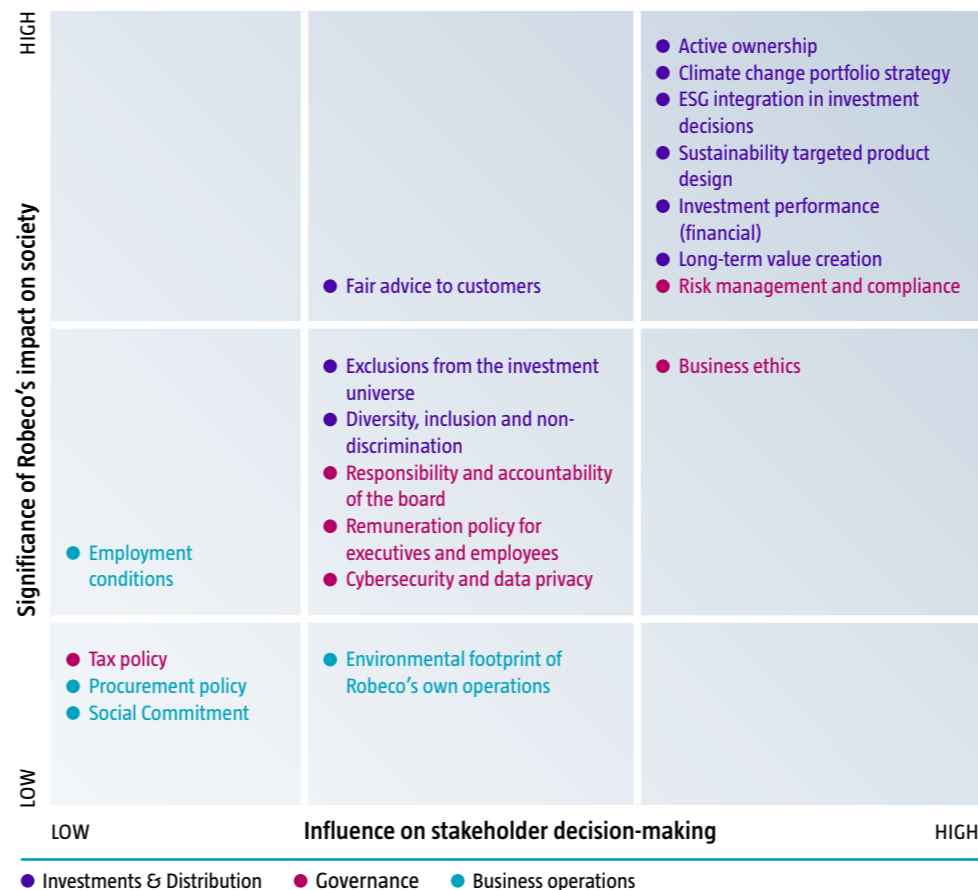 HIGH
Significance of Robeco's impact on society
LOW
Active ownership
Climate change portfolio strategy
ESG integration in investment
decisions
Sustainability targeted product
design
Investment performance
(financial)
Long-term value creation
Risk management and compliance
Fair advice to customers
Exclusions from the investment
universe
Diversity, inclusion and non-
discrimination
Responsibility and accountability
of the board
Remuneration policy for
executives and employees
Cybersecurity and data privacy
Business ethics
Employment
conditions
Tax policy
Procurement policy
Social Commitment
Environmental footprint of
Robeco's own operations
LOW
Influence on stakeholder decision-making
HIGH
Investments & Distribution
Governance
Business operations